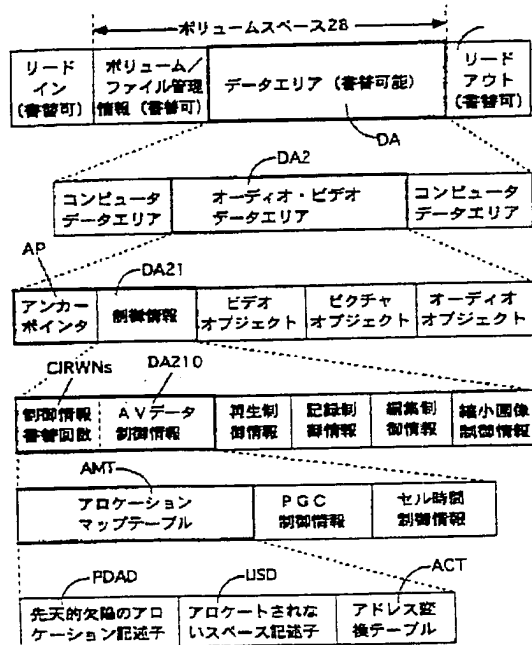 ボリュームスペース28
リード
イン
(書替可)
ボリューム/
ファイル管理
情報(書替可)
データエリア(書替可能)
リード
アウト
(書替可)
DA
DA2
コンピュータ
データエリア
オーディオ・ビデオ
データエリア
コンピュータ
データエリア
AP
DA21
アンカー
ポインタ
制御情報
ビデオ
オブジェクト
ピクチャ
オブジェクト
オーディオ
オブジェクト
CIRWNs
DA210
制御情報
書替回数
AVデータ
制御情報
再生制
御情報
記録制
御情報
編集制
御情報
縮小画像
制御情報
AMT
アロケーション
マップテーブル
PGC
制御情報
セル時間
制御情報
PDAD
USD
ACT
先天的欠陥のアロ
ケーション記述子
アロケートされな
いスペース記述子
アドレス変
換テーブル